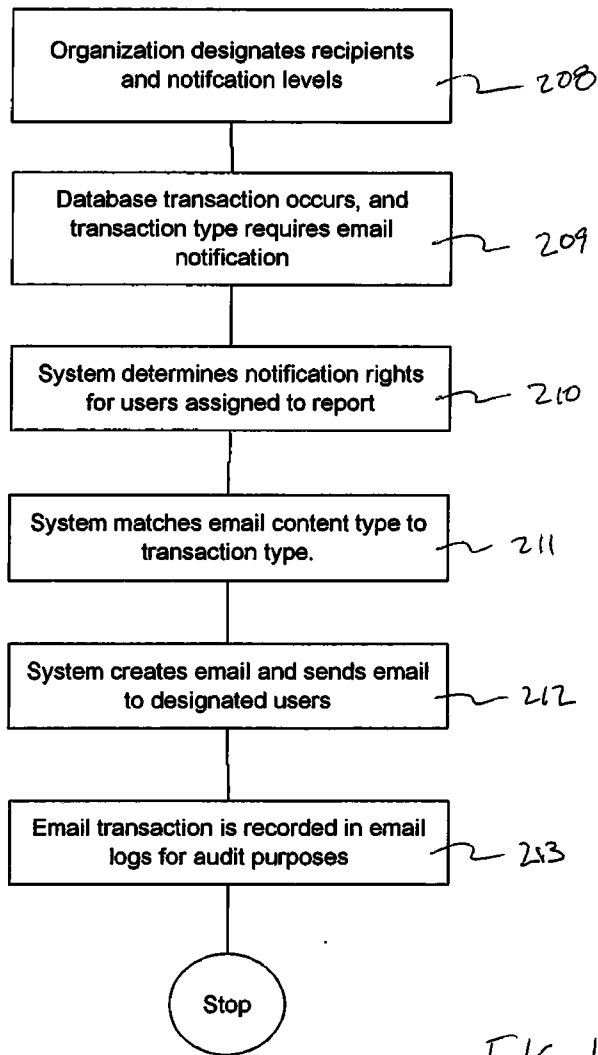 Organization designates recipients
and notifcation levels
208
Database transaction occurs, and
transaction type requires email
notification
209
System determines notification rights
for users assigned to report
210
System matches email content type to
transaction type.
211
System creates email and sends email
to designated users
212
Email transaction is recorded in email
logs for audit purposes
213
Stop